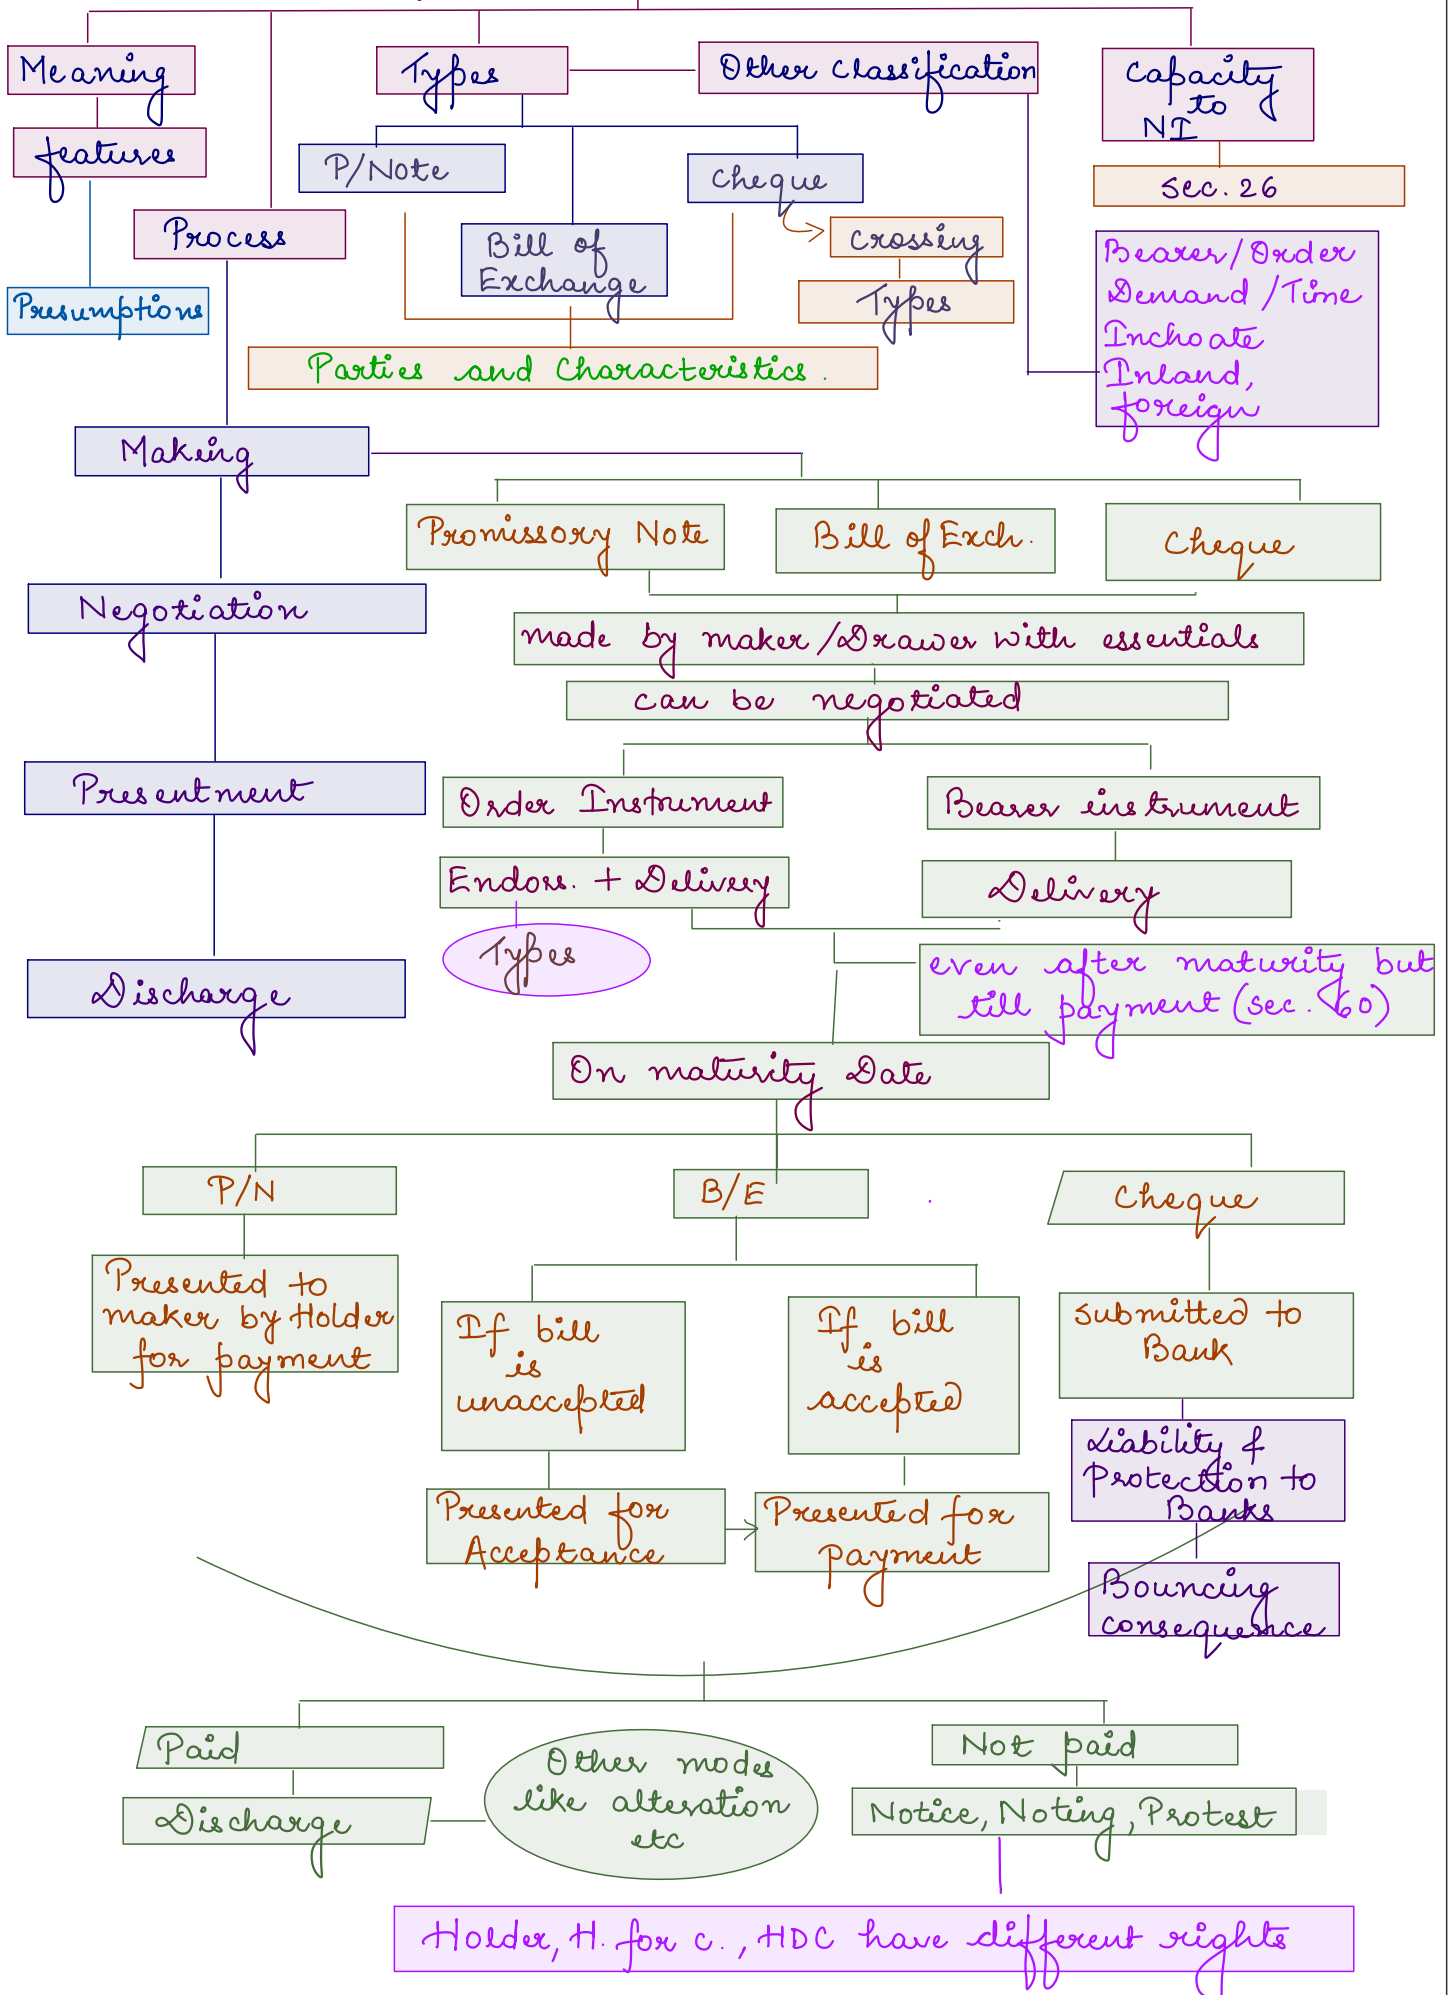 Meaning
Types
Other Classification
Capacity
to
NI
features
P/Note
Cheque
Sec. 26
Process
Bill of
Exchange
Crossing
Types
Bearer/Order
Demand/Time
Inchoate
Inland,
foreign
Presumptions
Parties and Characteristics.
Making
Promissory Note
Bill of Exch.
Cheque
Negotiation
made by maker/Drawer with essentials
can be negotiated
Presentment
Order Instrument
Bearer instrument
Endors. + Delivery
Delivery
Types
even after maturity but
till payment (sec. 60)
Discharge
On maturity Date
P/N
B/E
Cheque
Presented to
maker by Holder
for payment
If bill
is
unaccepted
If bill
is
accepted
Submitted to
Bank
Liability &
Protection to
Banks
Presented for
Acceptance
Presented for
Payment
Bouncing
consequence
Paid
Other modes
like alteration
etc
Not paid
Discharge
Notice, Noting, Protest
Holder, H. for c., HDC have different rights